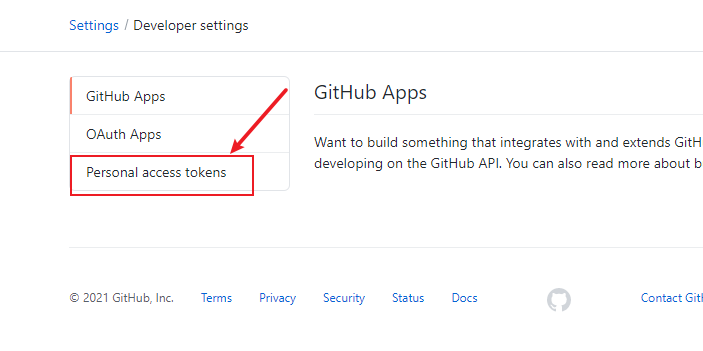 Settings / Developer settings
GitHub Apps
OAuth Apps
Personal access tokens
GitHub Apps
Want to build something that integrates with and extends
developing on the GitHub API. You can also read more about
© 2021 GitHub, Inc.
Terms
Privacy
Security
Status
Docs
Contact